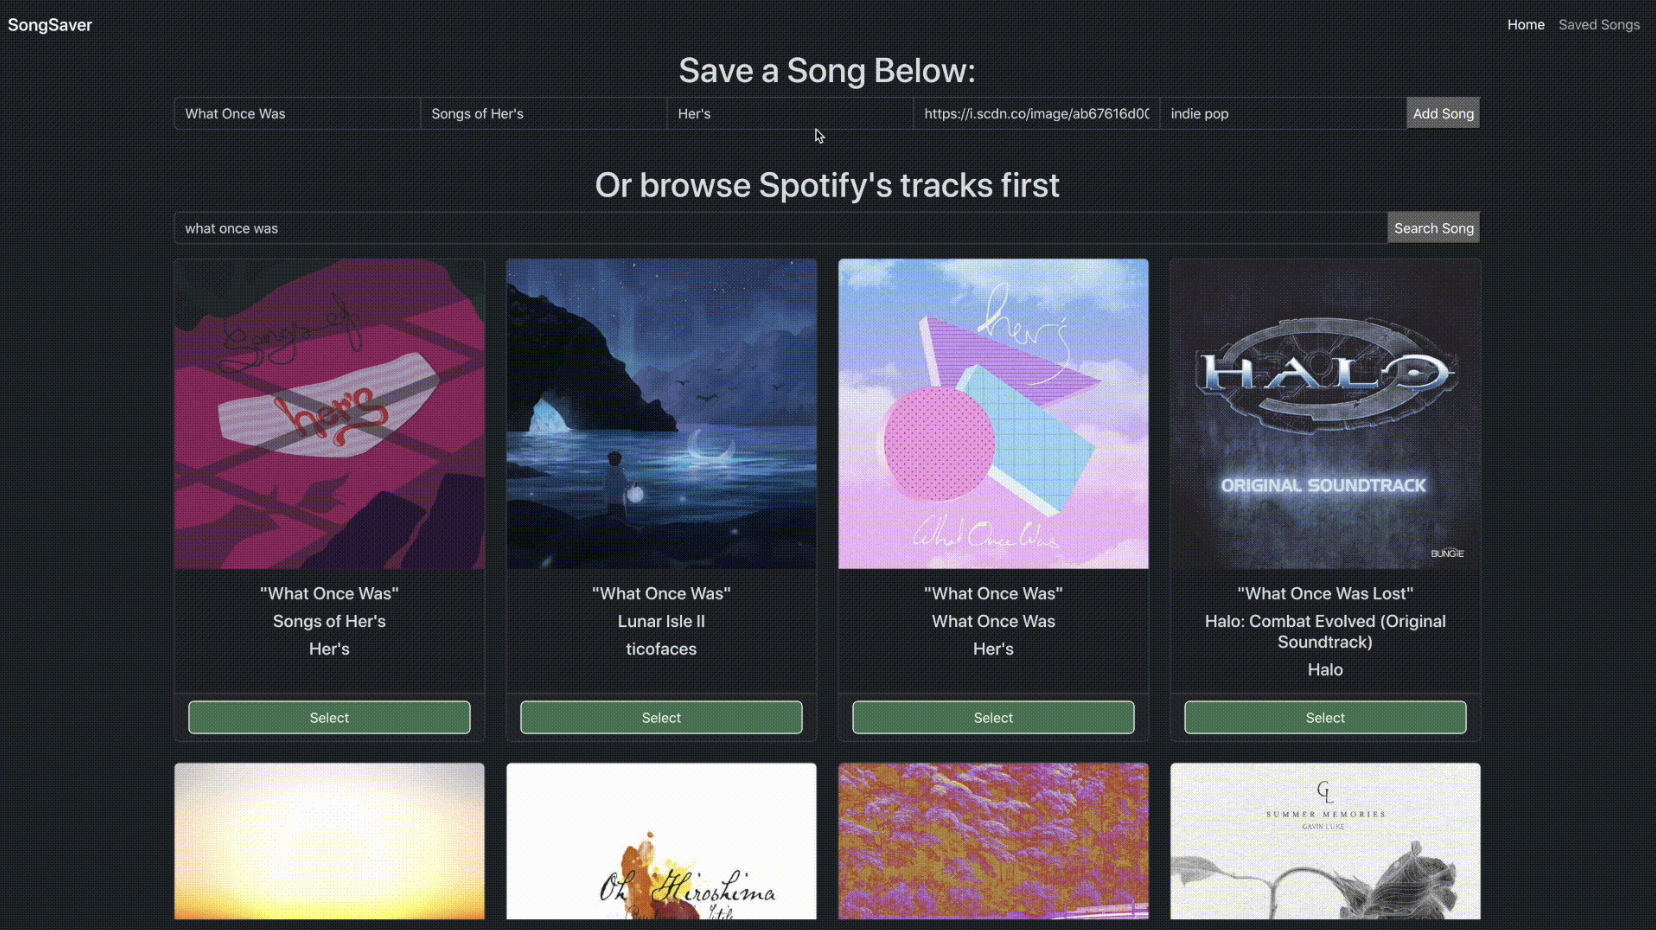 SongSaver
Home Saved Songs
Save a Song Below:
What Once Was Songs of Her's Her's https://i.scdn.co/image/ab67616d0( indie pop Add Song
Or browse Spotify's tracks first
what once was Search Song
Songs of
her's
her's
What Once Was
HALO
ORIGINAL SOUNDTRACK
BUNGIE
"What Once Was"
Songs of Her's
Her's
Select
"What Once Was"
Lunar Isle II
ticofaces
Select
"What Once Was"
What Once Was
Her's
Select
"What Once Was Lost"
Halo: Combat Evolved (Original
Soundtrack)
Halo
Select
Oh Hiroshima
GL
SUMMER MEMORIES
GAVIN LUKE